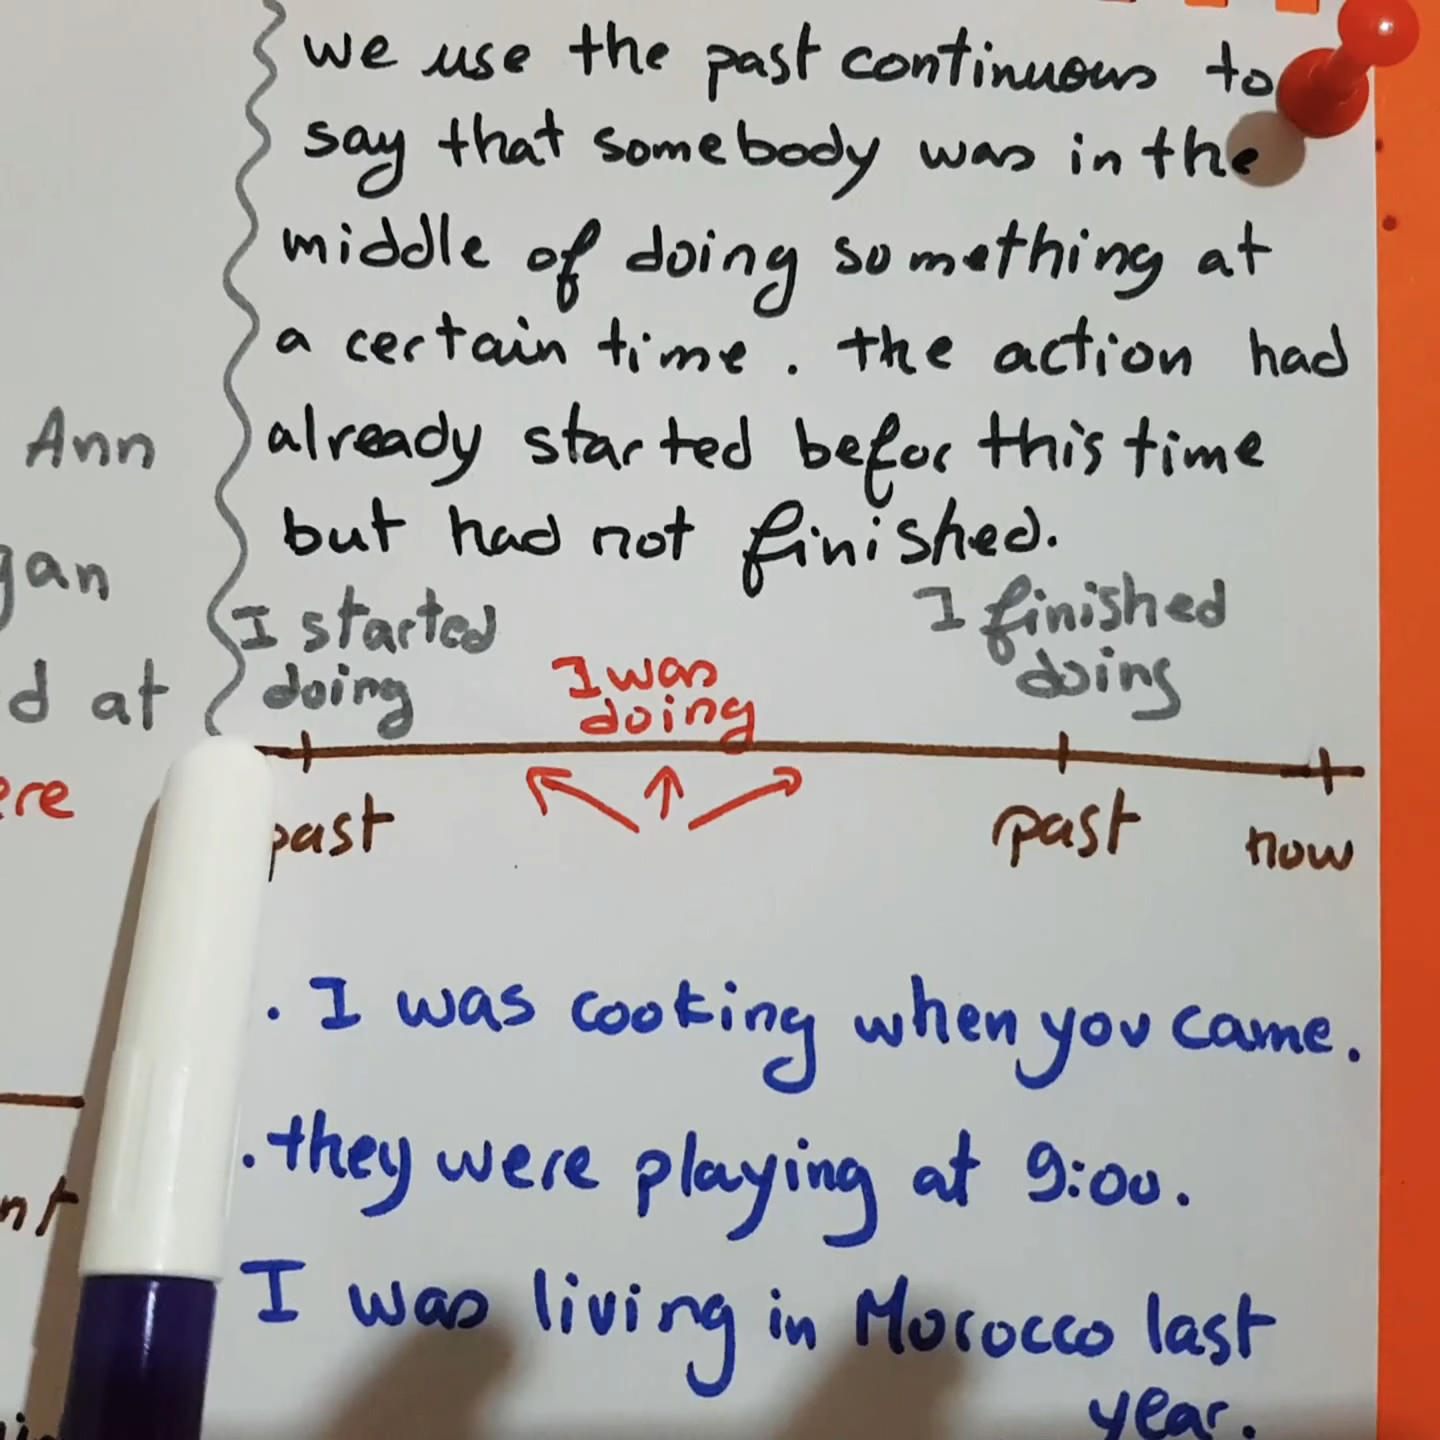 we use the past continuous to
say that somebody was in the
middle of doing something at
a certain time. the action had
already started befor this time
but had not finished.
I started
doing
I was
doing
I finished
doing
past
past
now
. I was cooking when you came.
. they were playing at 9:00.
I was living in Morocco last
year.
Ann
d at